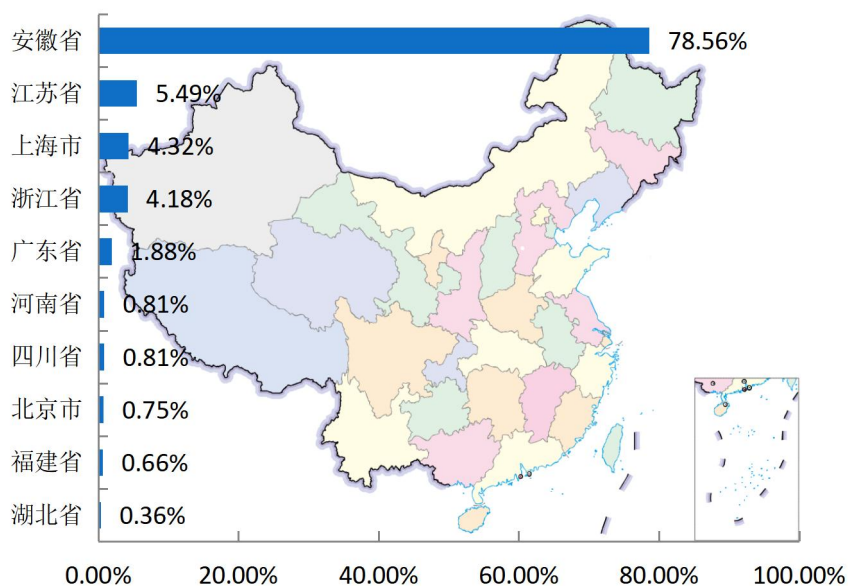 安徽省 78.56%
江苏省 5.49%
上海市 4.32%
浙江省 4.18%
广东省 1.88%
河南省 0.81%
四川省 0.81%
北京市 0.75%
福建省 0.66%
湖北省 0.36%
0.00% 20.00% 40.00% 60.00% 80.00% 100.00%